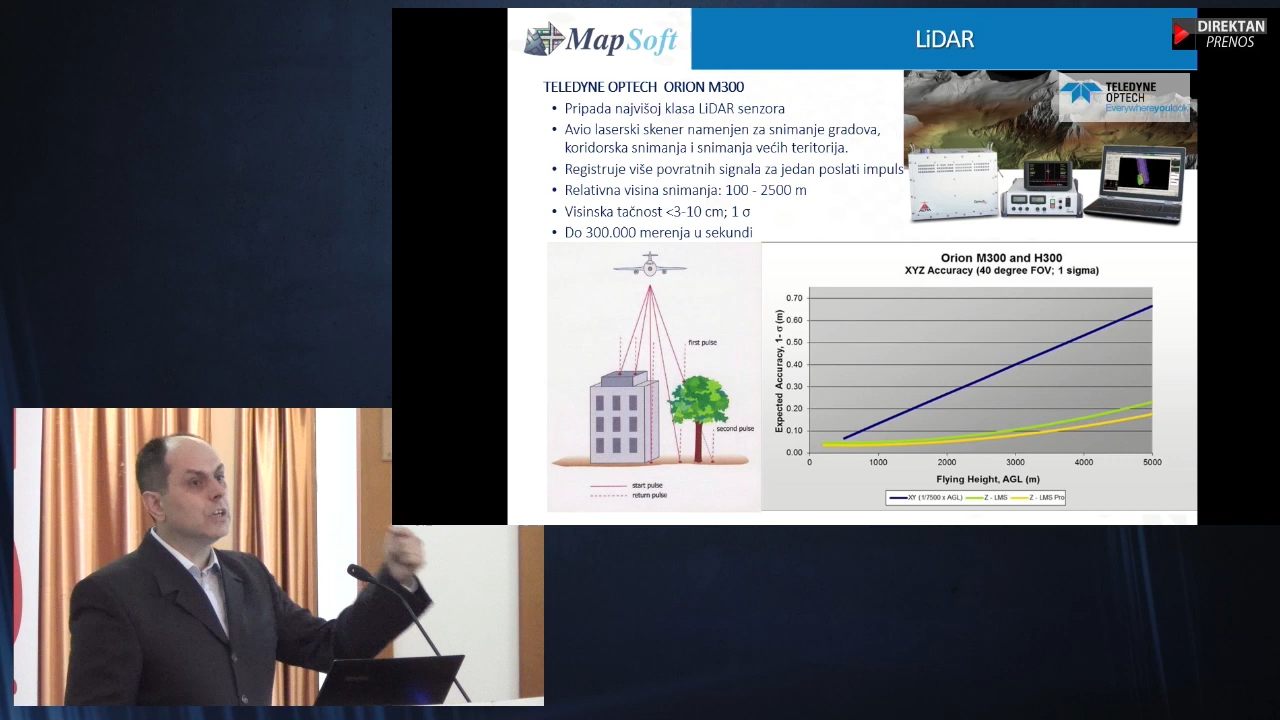 MapSoft
LiDAR
DIREKTAN
PRENOS
TELEDYNE OPTECH ORION M300
• Pripada najvišoj klasa LiDAR senzora
• Avio laserski skener namenjen za snimanje gradova,
koridorska snimanja i snimanja većih teritorija.
• Registruje više povratnih signala za jedan poslati impuls
• Relativna visina snimanja: 100 - 2500 m
• Visinska tačnost <3-10 cm; 1 σ
• Do 300.000 merenja u sekundi
TELEDYNE
OPTECH
Everywhereyoulook
first pulse
second pulse
start pulse
return pulse
Orion M300 and H300
XYZ Accuracy (40 degree FOV; 1 sigma)
Expected Accuracy, 1- σ (m)
0.70
0.60
0.50
0.40
0.30
0.20
0.10
0.00
0 1000 2000 3000 4000 5000
Flying Height, AGL (m)
XY (1/7500 x AGL) Z - LMS Z - LMS Pro